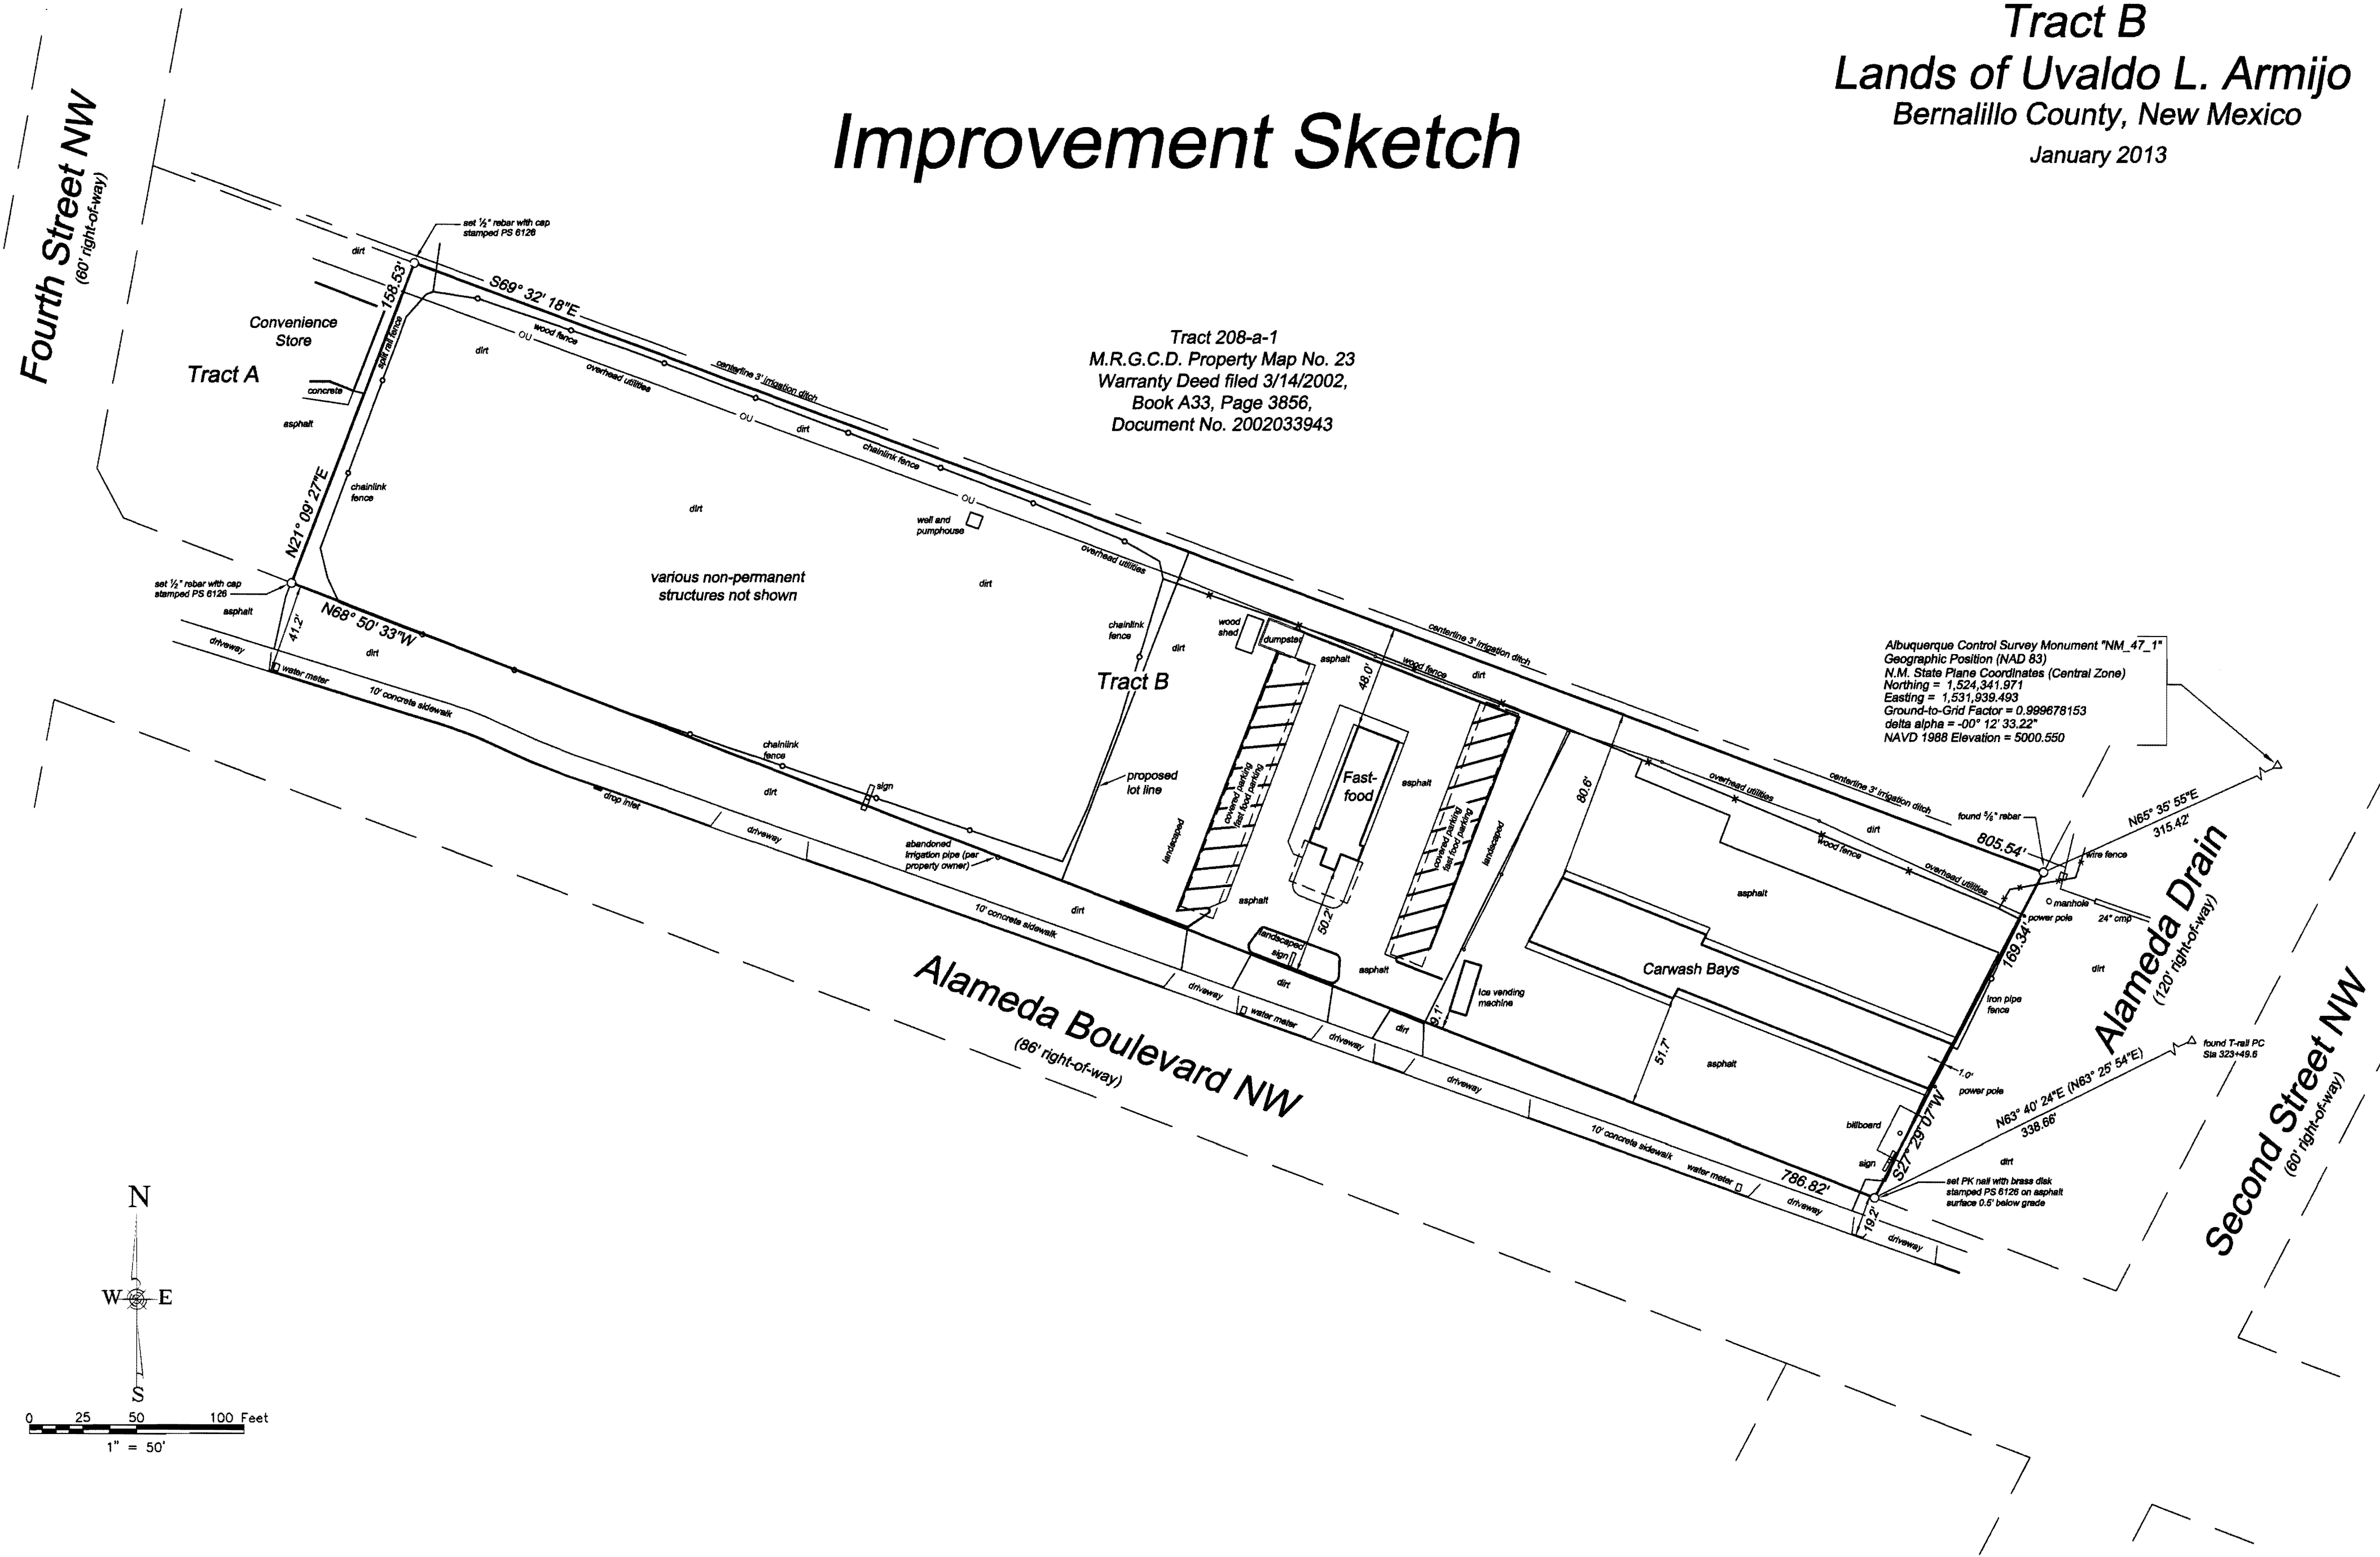 Tract B
Lands of Uvaldo L. Armijo
Bernalillo County, New Mexico
January 2013
Improvement Sketch
Fourth Street NW
(60' right-of-way)
set ½" rebar with cap
stamped PS 6126
dirt
158.53'
S69° 32' 18"E
Convenience
Store
Tract A
split rail fence
wood fence
OU
dirt
overhead utilities
centerline 3' irrigation ditch
concrete
asphalt
OU
dirt
chainlink fence
Tract 208-a-1
M.R.G.C.D. Property Map No. 23
Warranty Deed filed 3/14/2002,
Book A33, Page 3856,
Document No. 2002033943
N21° 09' 27"E
chainlink
fence
OU
dirt
well and
pumphouse
overhead utilities
various non-permanent
structures not shown
dirt
set ½" rebar with cap
stamped PS 6126
asphalt
41.2'
N68° 50' 33"W
driveway
dirt
water meter
10' concrete sidewalk
chainlink
fence
wood
shed
dumpster
dirt
Tract B
asphalt
48.0'
wood fence
centerline 3' irrigation ditch
dirt
Albuquerque Control Survey Monument "NM_47_1"
Geographic Position (NAD 83)
N.M. State Plane Coordinates (Central Zone)
Northing = 1,524,341.971
Easting = 1,531,939.493
Ground-to-Grid Factor = 0.999678153
delta alpha = -00° 12' 33.22"
NAVD 1988 Elevation = 5000.550
chainlink
fence
dirt
sign
drop inlet
driveway
proposed
lot line
landscaped
covered parking
fast food parking
Fast-
food
asphalt
covered parking
fast food parking
landscaped
80.6'
overhead utilities
centerline 3' irrigation ditch
wood fence
dirt
found ⅝" rebar
805.54'
overhead utilities
N65° 35' 55"E
315.42'
wire fence
manhole
power pole
24" cmp
Alameda Drain
(120' right-of-way)
abandoned
irrigation pipe (per
property owner)
10' concrete sidewalk
dirt
asphalt
50.2'
landscaped
sign
asphalt
dirt
driveway
water meter
driveway
dirt
9.1'
Ice vending
machine
asphalt
Carwash Bays
169.34'
dirt
iron pipe
fence
51.7'
asphalt
1.0'
power pole
Alameda Boulevard NW
(86' right-of-way)
driveway
10' concrete sidewalk
water meter
786.82'
driveway
billboard
sign
S27° 29' 07"W
N63° 40' 24"E (N63° 25' 54"E)
338.66'
found T-rail PC
Sta 323+49.6
dirt
set PK nail with brass disk
stamped PS 6126 on asphalt
surface 0.5' below grade
19.2'
driveway
Second Street NW
(60' right-of-way)
N
W
E
S
0 25 50 100 Feet
1" = 50'